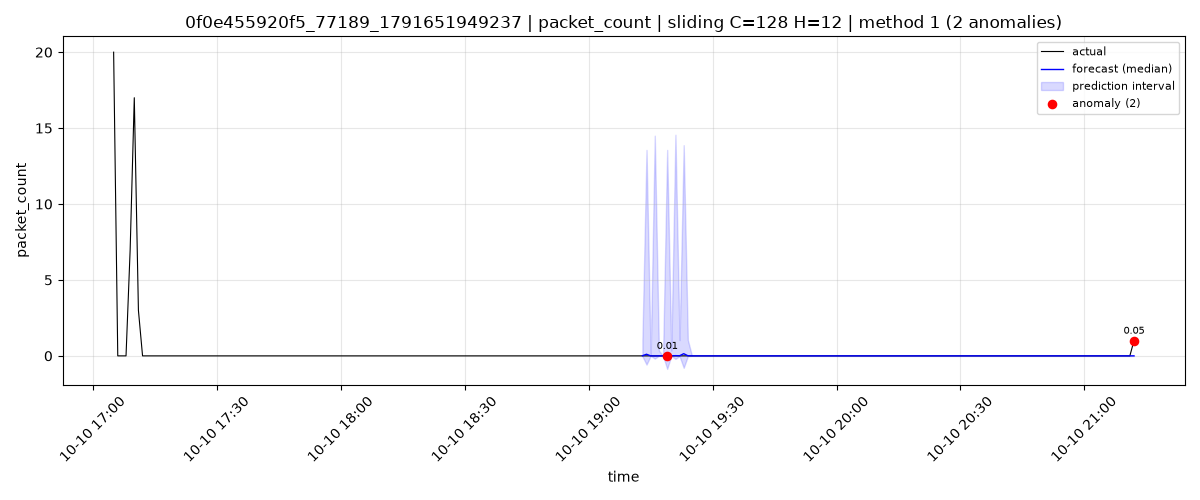 0f0e455920f5_77189_1791651949237 | packet_count | sliding C=128 H=12 | method 1 (2 anomalies)
actual
forecast (median)
prediction interval
anomaly (2)
20
15
10
5
0
packet_count
0.01
0.05
10-10 17:00
10-10 17:30
10-10 18:00
10-10 18:30
10-10 19:00
10-10 19:30
10-10 20:00
10-10 20:30
10-10 21:00
time